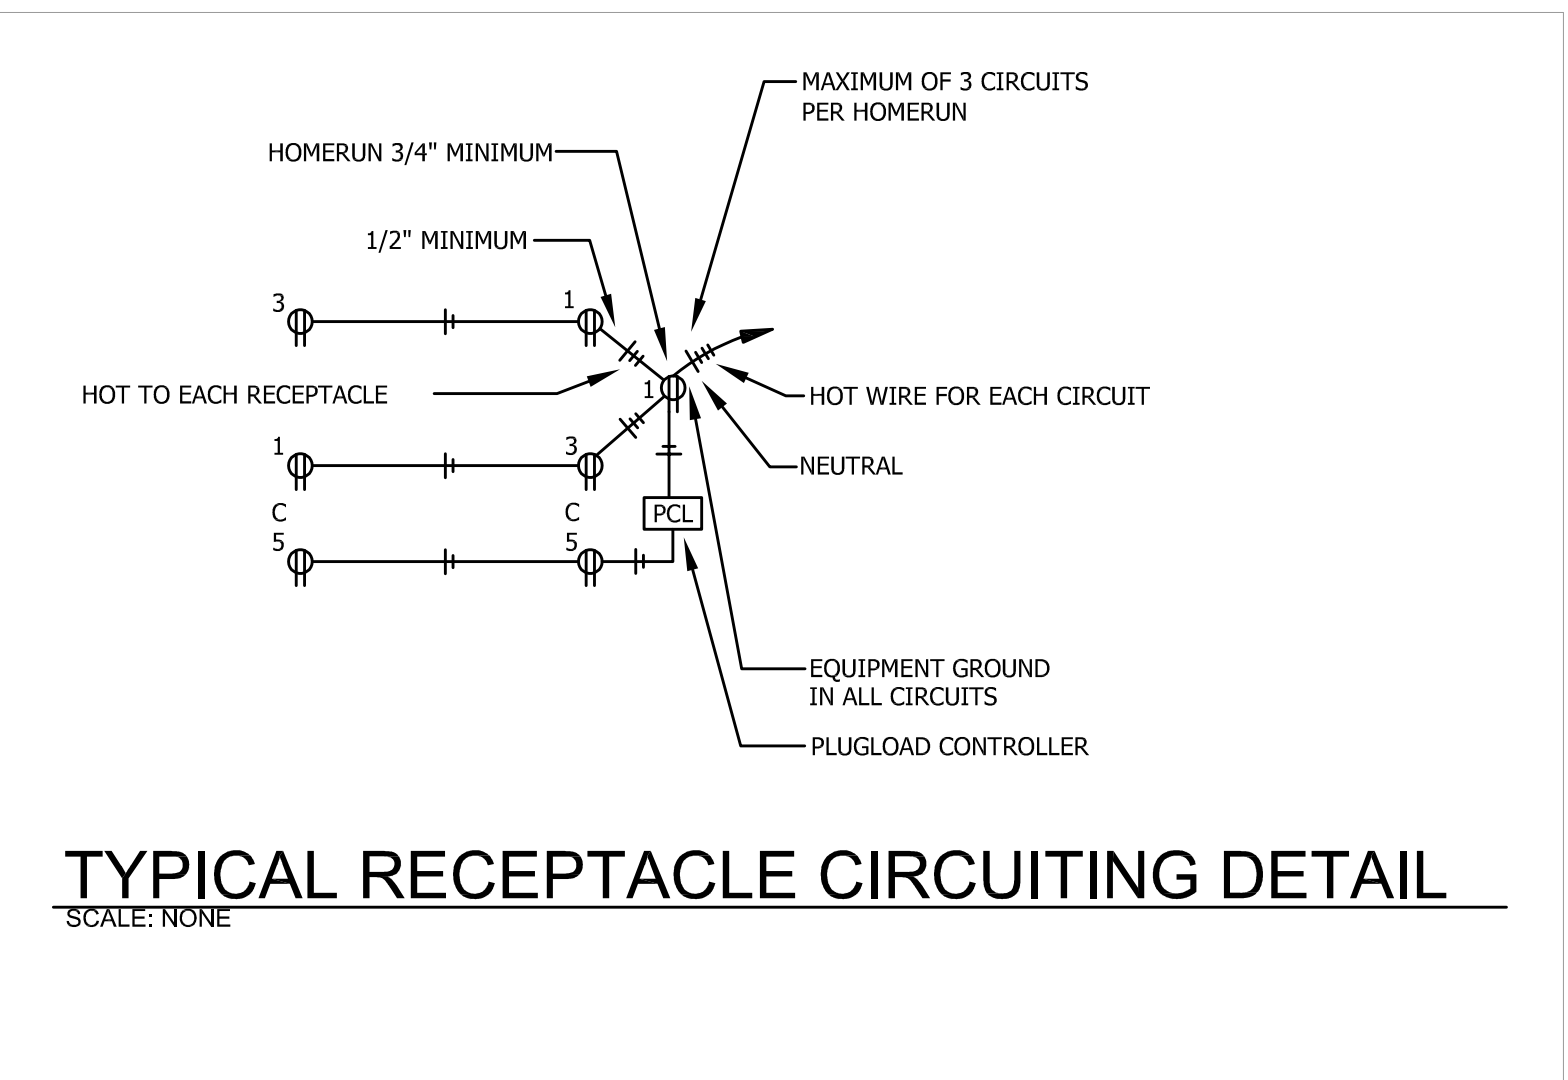 MAXIMUM OF 3 CIRCUITS
PER HOMERUN
HOMERUN 3/4" MINIMUM
1/2" MINIMUM
3
1
HOT TO EACH RECEPTACLE
1
HOT WIRE FOR EACH CIRCUIT
1
3
NEUTRAL
C
5
C
5
PCL
EQUIPMENT GROUND
IN ALL CIRCUITS
PLUGLOAD CONTROLLER
TYPICAL RECEPTACLE CIRCUITING DETAIL
SCALE: NONE